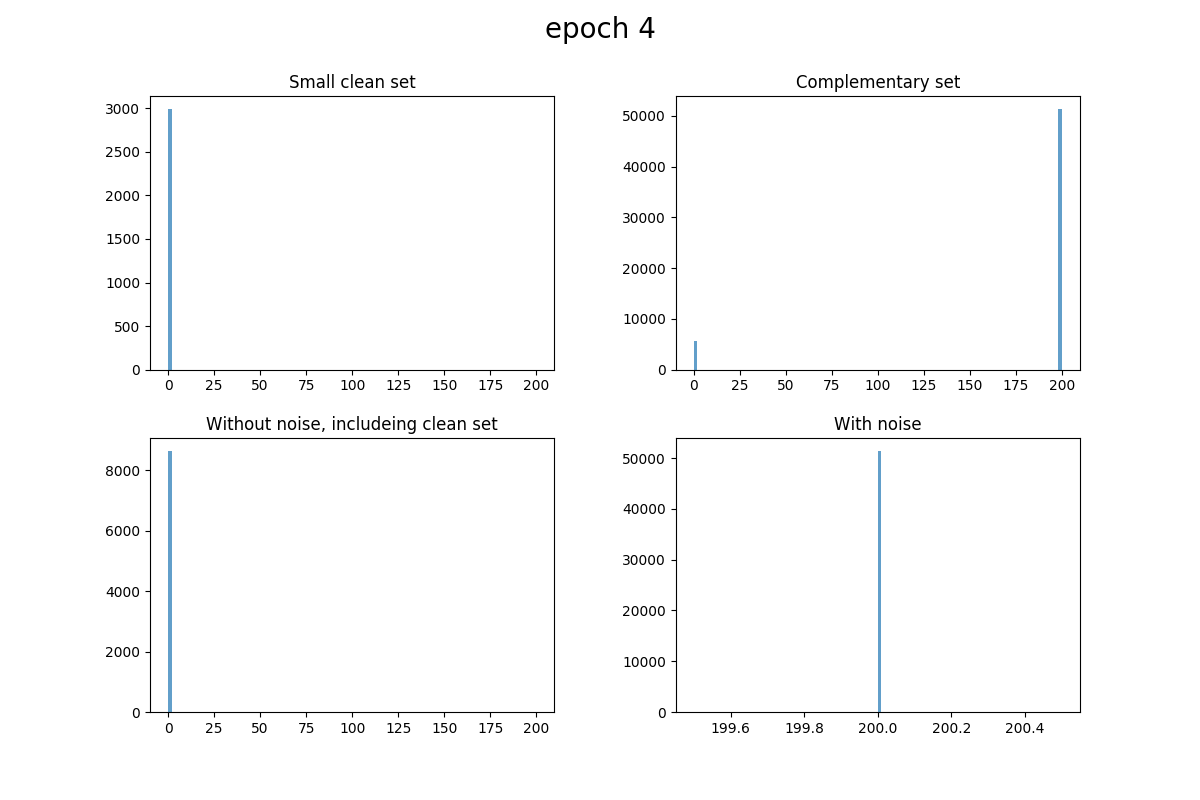 epoch 4
Small clean set
3000
2500
2000
1500
1000
500
0
0 25 50 75 100 125 150 175 200
Complementary set
50000
40000
30000
20000
10000
0
0 25 50 75 100 125 150 175 200
Without noise, includeing clean set
8000
6000
4000
2000
0
0 25 50 75 100 125 150 175 200
With noise
50000
40000
30000
20000
10000
0
199.6 199.8 200.0 200.2 200.4